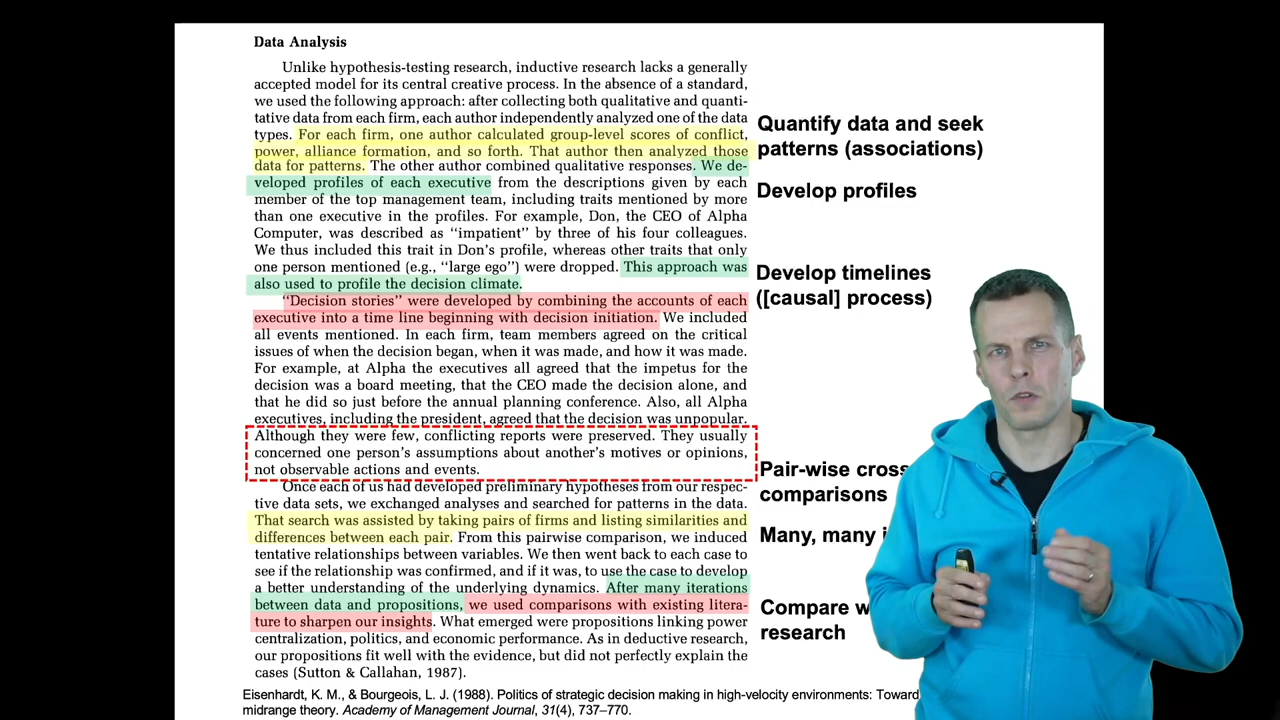 Data Analysis
Unlike hypothesis-testing research, inductive research lacks a generally
accepted model for its central creative process. In the absence of a standard,
we used the following approach: after collecting both qualitative and quanti-
tative data from each firm, each author independently analyzed one of the data
types. For each firm, one author calculated group-level scores of conflict,
power, alliance formation, and so forth. That author then analyzed those
data for patterns. The other author combined qualitative responses. We de-
veloped profiles of each executive from the descriptions given by each
member of the top management team, including traits mentioned by more
than one executive in the profiles. For example, Don, the CEO of Alpha
Computer, was described as "impatient" by three of his four colleagues.
We thus included this trait in Don's profile, whereas other traits that only
one person mentioned (e.g., "large ego") were dropped. This approach was
also used to profile the decision climate.
"Decision stories" were developed by combining the accounts of each
executive into a time line beginning with decision initiation. We included
all events mentioned. In each firm, team members agreed on the critical
issues of when the decision began, when it was made, and how it was made.
For example, at Alpha the executives all agreed that the impetus for the
decision was a board meeting, that the CEO made the decision alone, and
that he did so just before the annual planning conference. Also, all Alpha
executives, including the president, agreed that the decision was unpopular.
Although they were few, conflicting reports were preserved. They usually
concerned one person's assumptions about another's motives or opinions,
not observable actions and events.
Once each of us had developed preliminary hypotheses from our respec-
tive data sets, we exchanged analyses and searched for patterns in the data.
That search was assisted by taking pairs of firms and listing similarities and
differences between each pair. From this pairwise comparison, we induced
tentative relationships between variables. We then went back to each case to
see if the relationship was confirmed, and if it was, to use the case to develop
a better understanding of the underlying dynamics. After many iterations
between data and propositions, we used comparisons with existing litera-
ture to sharpen our insights. What emerged were propositions linking power
centralization, politics, and economic performance. As in deductive research,
our propositions fit well with the evidence, but did not perfectly explain the
cases (Sutton & Callahan, 1987).
Quantify data and seek
patterns (associations)
Develop profiles
Develop timelines
([causal] process)
Pair-wise cross
comparisons
Many, many
Compare
research
Eisenhardt, K. M., & Bourgeois, L. J. (1988). Politics of strategic decision making in high-velocity environments: Toward
midrange theory. Academy of Management Journal, 31(4), 737–770.